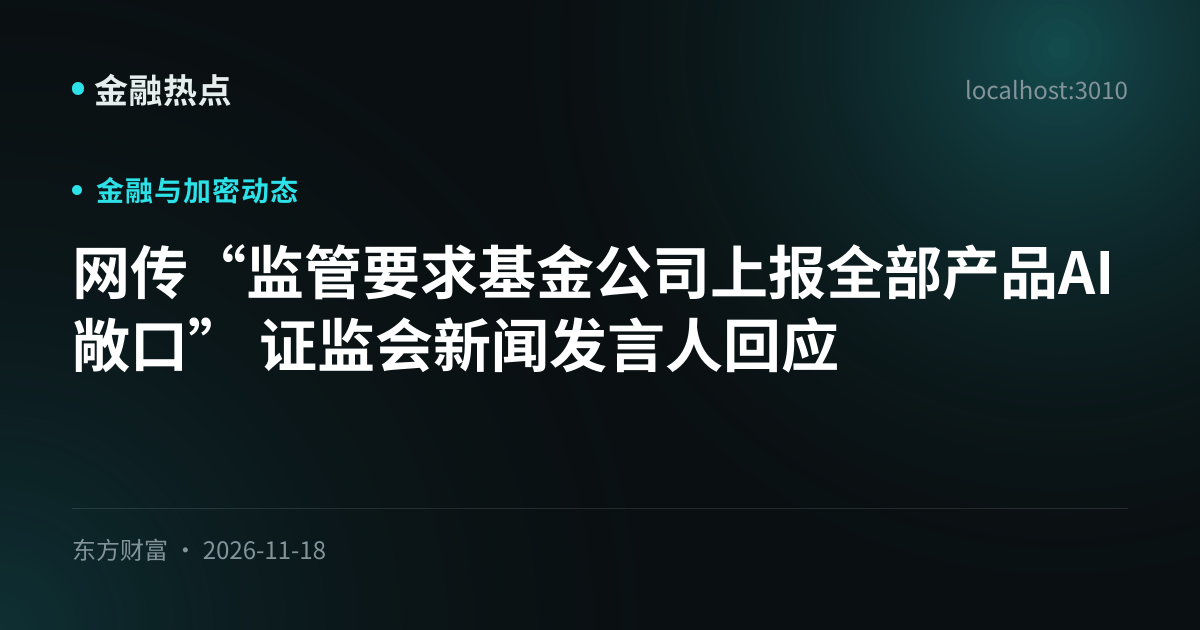 金融热点
localhost:3010
金融与加密动态
网传“监管要求基金公司上报全部产品AI
敞口” 证监会新闻发言人回应
东方财富 · 2026-11-18